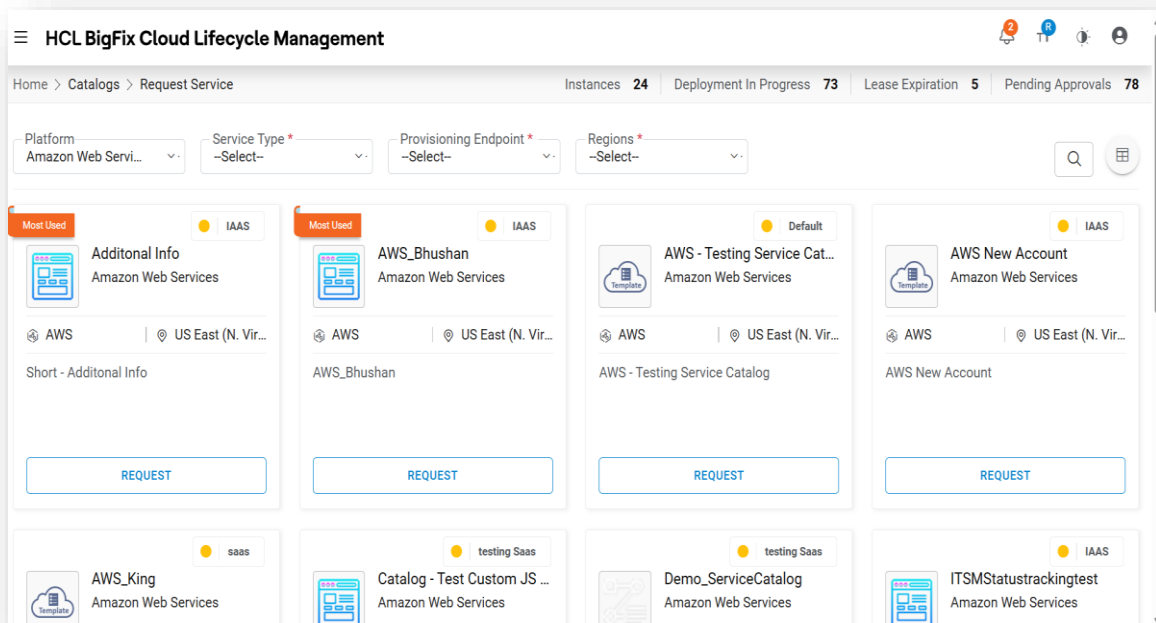 HCL BigFix Cloud Lifecycle Management
2
R
Home > Catalogs > Request Service
Instances 24
Deployment In Progress 73
Lease Expiration 5
Pending Approvals 78
Platform
Amazon Web Servi...
Service Type *
--Select--
Provisioning Endpoint *
--Select--
Regions *
--Select--
Most Used
IAAS
Additonal Info
Amazon Web Services
AWS
US East (N. Vir...
Short - Additonal Info
REQUEST
Most Used
IAAS
AWS_Bhushan
Amazon Web Services
AWS
US East (N. Vir...
AWS_Bhushan
REQUEST
Default
Template
AWS - Testing Service Cat...
Amazon Web Services
AWS
US East (N. Vir...
AWS - Testing Service Catalog
REQUEST
IAAS
Template
AWS New Account
Amazon Web Services
AWS
US East (N. Vir...
AWS New Account
REQUEST
saas
Template
AWS_King
Amazon Web Services
testing Saas
Catalog - Test Custom JS ...
Amazon Web Services
testing Saas
Demo_ServiceCatalog
Amazon Web Services
IAAS
ITSMStatustrackingtest
Amazon Web Services